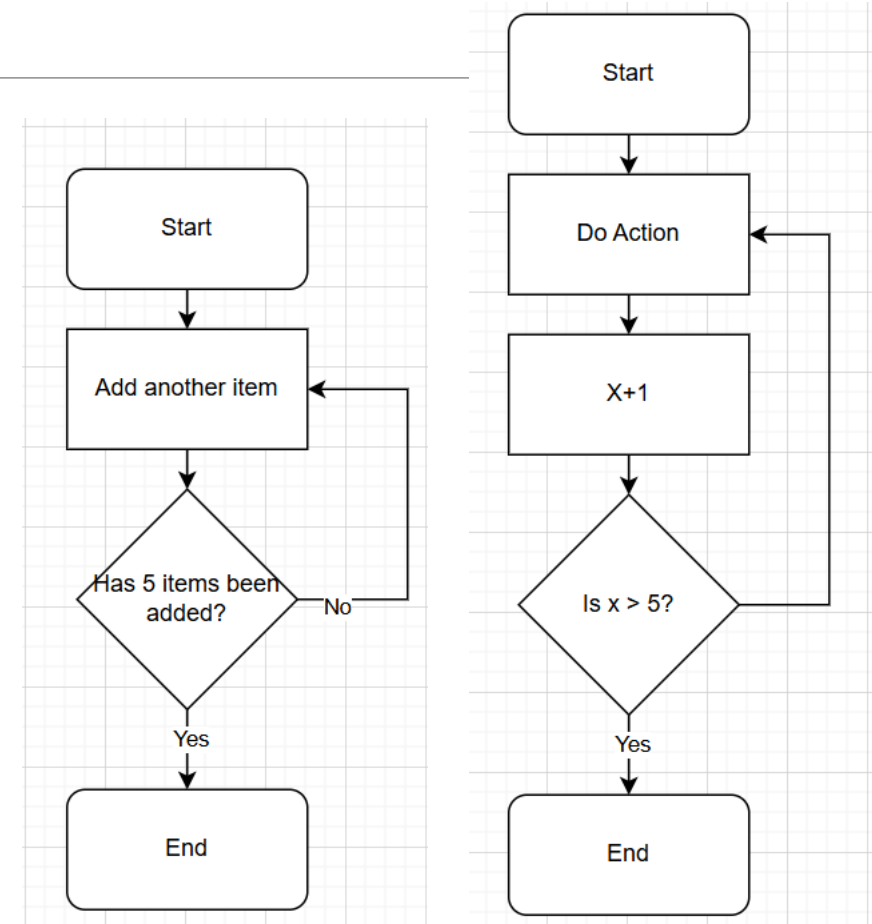 Start
Add another item
Has 5 items been
added?
No
Yes
End
Start
Do Action
X+1
Is x > 5?
Yes
End